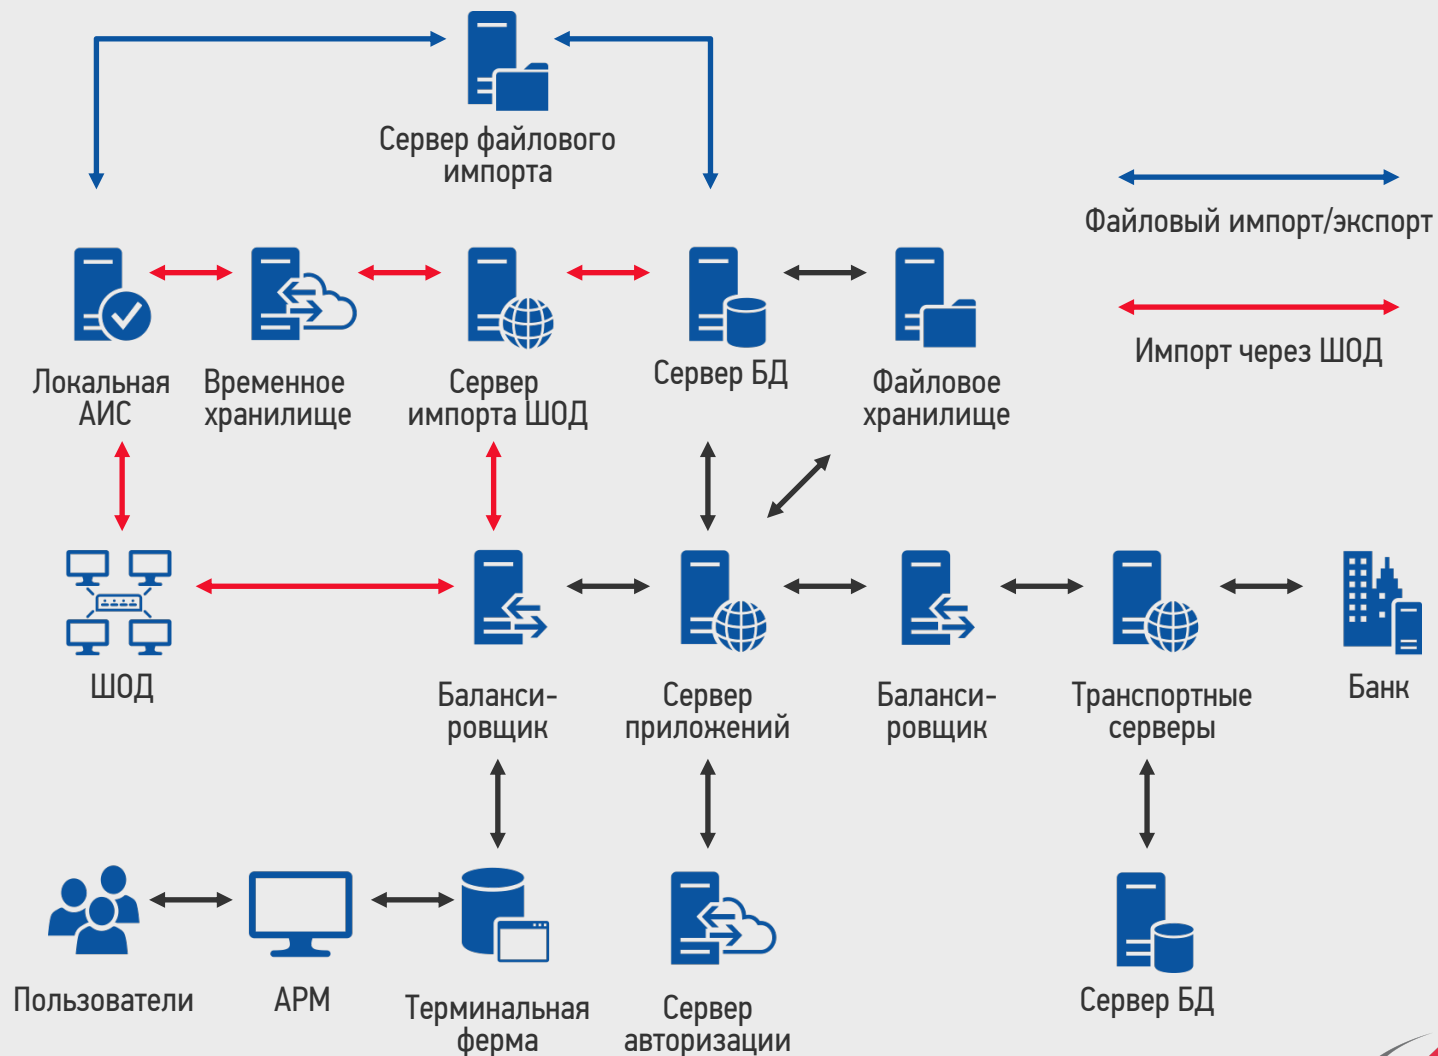 Сервер файлового
импорта
Файловый импорт/экспорт
Импорт через ШОД
Локальная
АИС
Временное
хранилище
Сервер
импорта ШОД
Сервер БД
Файловое
хранилище
ШОД
Баланси-
ровщик
Сервер
приложений
Баланси-
ровщик
Транспортные
серверы
Банк
Пользователи
АРМ
Терминальная
ферма
Сервер
авторизации
Сервер БД